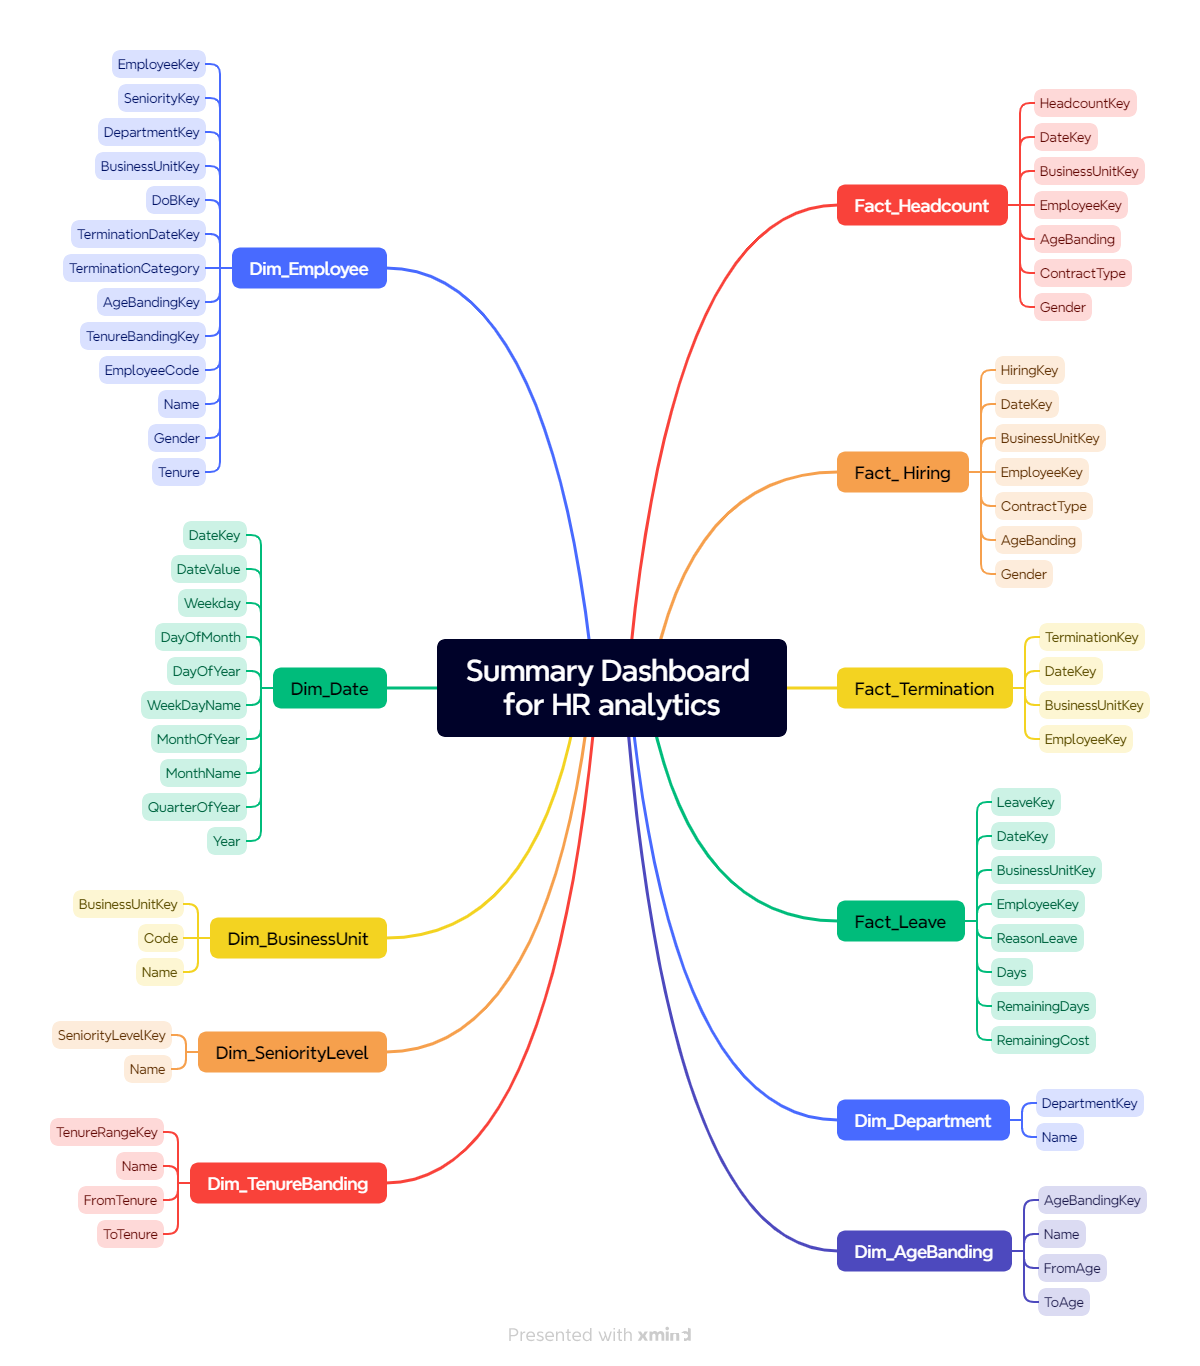 Summary Dashboard
for HR analytics
Fact_Headcount
HeadcountKey
DateKey
BusinessUnitKey
EmployeeKey
AgeBanding
ContractType
Gender
Fact_ Hiring
HiringKey
DateKey
BusinessUnitKey
EmployeeKey
ContractType
AgeBanding
Gender
Fact_Termination
TerminationKey
DateKey
BusinessUnitKey
EmployeeKey
Fact_Leave
LeaveKey
DateKey
BusinessUnitKey
EmployeeKey
ReasonLeave
Days
RemainingDays
RemainingCost
Dim_Department
DepartmentKey
Name
Dim_AgeBanding
AgeBandingKey
Name
FromAge
ToAge
Dim_Employee
EmployeeKey
SeniorityKey
DepartmentKey
BusinessUnitKey
DoBKey
TerminationDateKey
TerminationCategory
AgeBandingKey
TenureBandingKey
EmployeeCode
Name
Gender
Tenure
Dim_Date
DateKey
DateValue
Weekday
DayOfMonth
DayOfYear
WeekDayName
MonthOfYear
MonthName
QuarterOfYear
Year
Dim_BusinessUnit
BusinessUnitKey
Code
Name
Dim_SeniorityLevel
SeniorityLevelKey
Name
Dim_TenureBanding
TenureRangeKey
Name
FromTenure
ToTenure
Presented with xmind